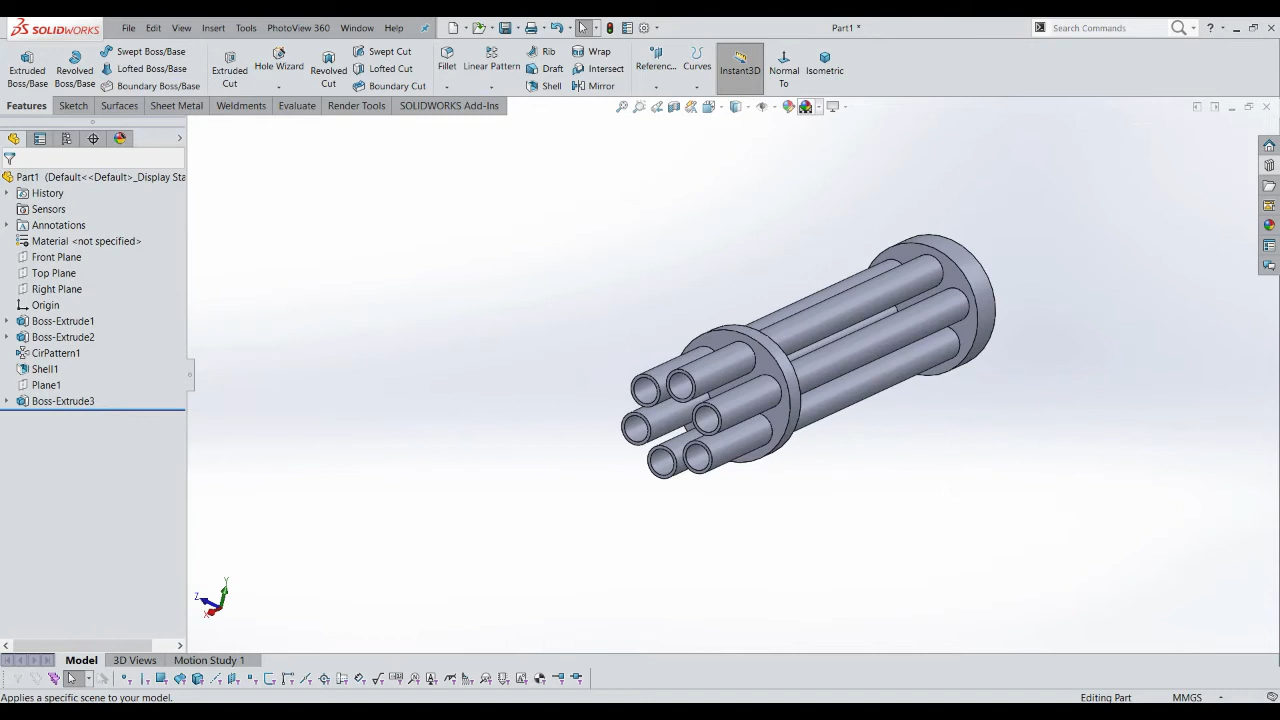 SOLIDWORKS File Edit View Insert Tools PhotoView 360 Window Help Part1 * Search Commands ?
Extruded Boss/Base Revolved Boss/Base Swept Boss/Base Lofted Boss/Base Boundary Boss/Base Extruded Cut Hole Wizard Revolved Cut Swept Cut Lofted Cut Boundary Cut Fillet Linear Pattern Rib Draft Shell Wrap Intersect Mirror Referenc... Curves Instant3D Normal To Isometric
Features Sketch Surfaces Sheet Metal Weldments Evaluate Render Tools SOLIDWORKS Add-Ins
Part1 (Default<<Default>_Display Sta
History
Sensors
Annotations
Material <not specified>
Front Plane
Top Plane
Right Plane
Origin
Boss-Extrude1
Boss-Extrude2
CirPattern1
Shell1
Plane1
Boss-Extrude3
Y
Z
X
Model 3D Views Motion Study 1
Applies a specific scene to your model. Editing Part MMGS